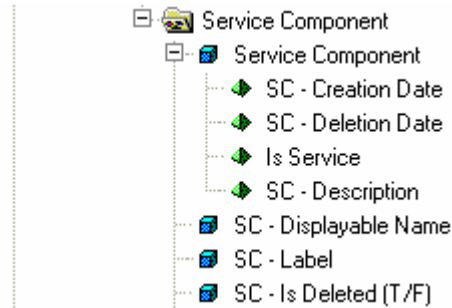 Service Component
Service Component
SC - Creation Date
SC - Deletion Date
Is Service
SC - Description
SC - Displayable Name
SC - Label
SC - Is Deleted (T/F)